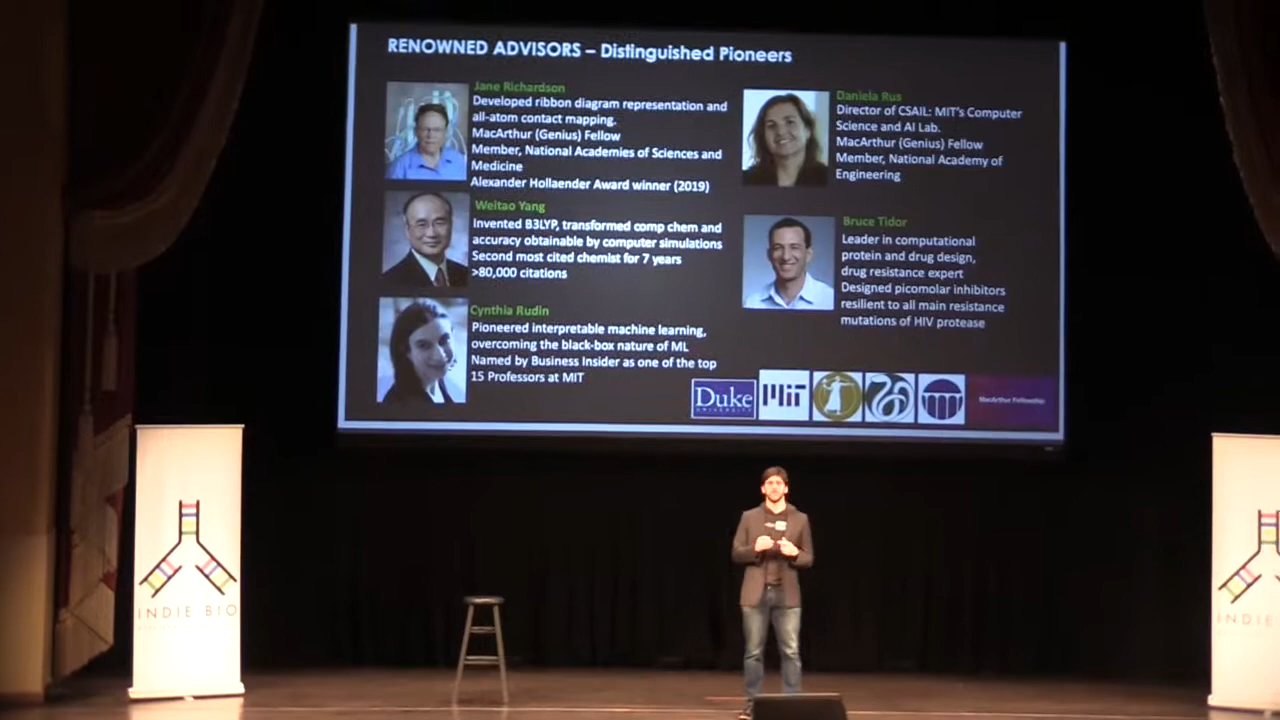 RENOWNED ADVISORS – Distinguished Pioneers
Jane Richardson
Developed ribbon diagram representation and
all-atom contact mapping.
MacArthur (Genius) Fellow
Member, National Academies of Sciences and
Medicine
Alexander Hollaender Award winner (2019)
Weitao Yang
Invented B3LYP, transformed comp chem and
accuracy obtainable by computer simulations
Second most cited chemist for 7 years
>80,000 citations
Cynthia Rudin
Pioneered interpretable machine learning,
overcoming the black-box nature of ML
Named by Business Insider as one of the top
15 Professors at MIT
Daniela Rus
Director of CSAIL: MIT's Computer
Science and AI Lab.
MacArthur (Genius) Fellow
Member, National Academy of
Engineering
Bruce Tidor
Leader in computational
protein and drug design,
drug resistance expert
Designed picomolar inhibitors
resilient to all main resistance
mutations of HIV protease
Duke
UNIVERSITY
MIT
MacArthur Fellowship
INDIE BIO
INDIE